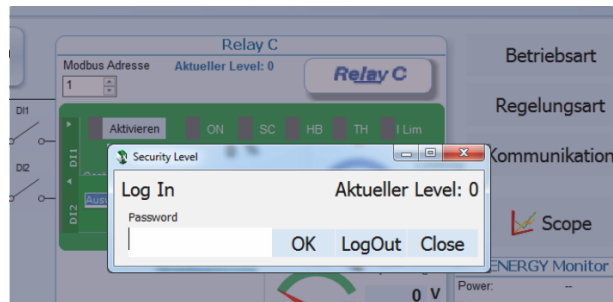 Relay C
Modbus Adresse
Aktueller Level: 0
1
Relay C
Betriebsart
Regelungsart
Kommunikation
Scope
ENERGY Monitor
Power: --
DI1
DI2
Aktivieren ON SC HB TH I Lim
DI1
DI2
Security Level
Log In
Aktueller Level: 0
Password
OK LogOut Close
0 V